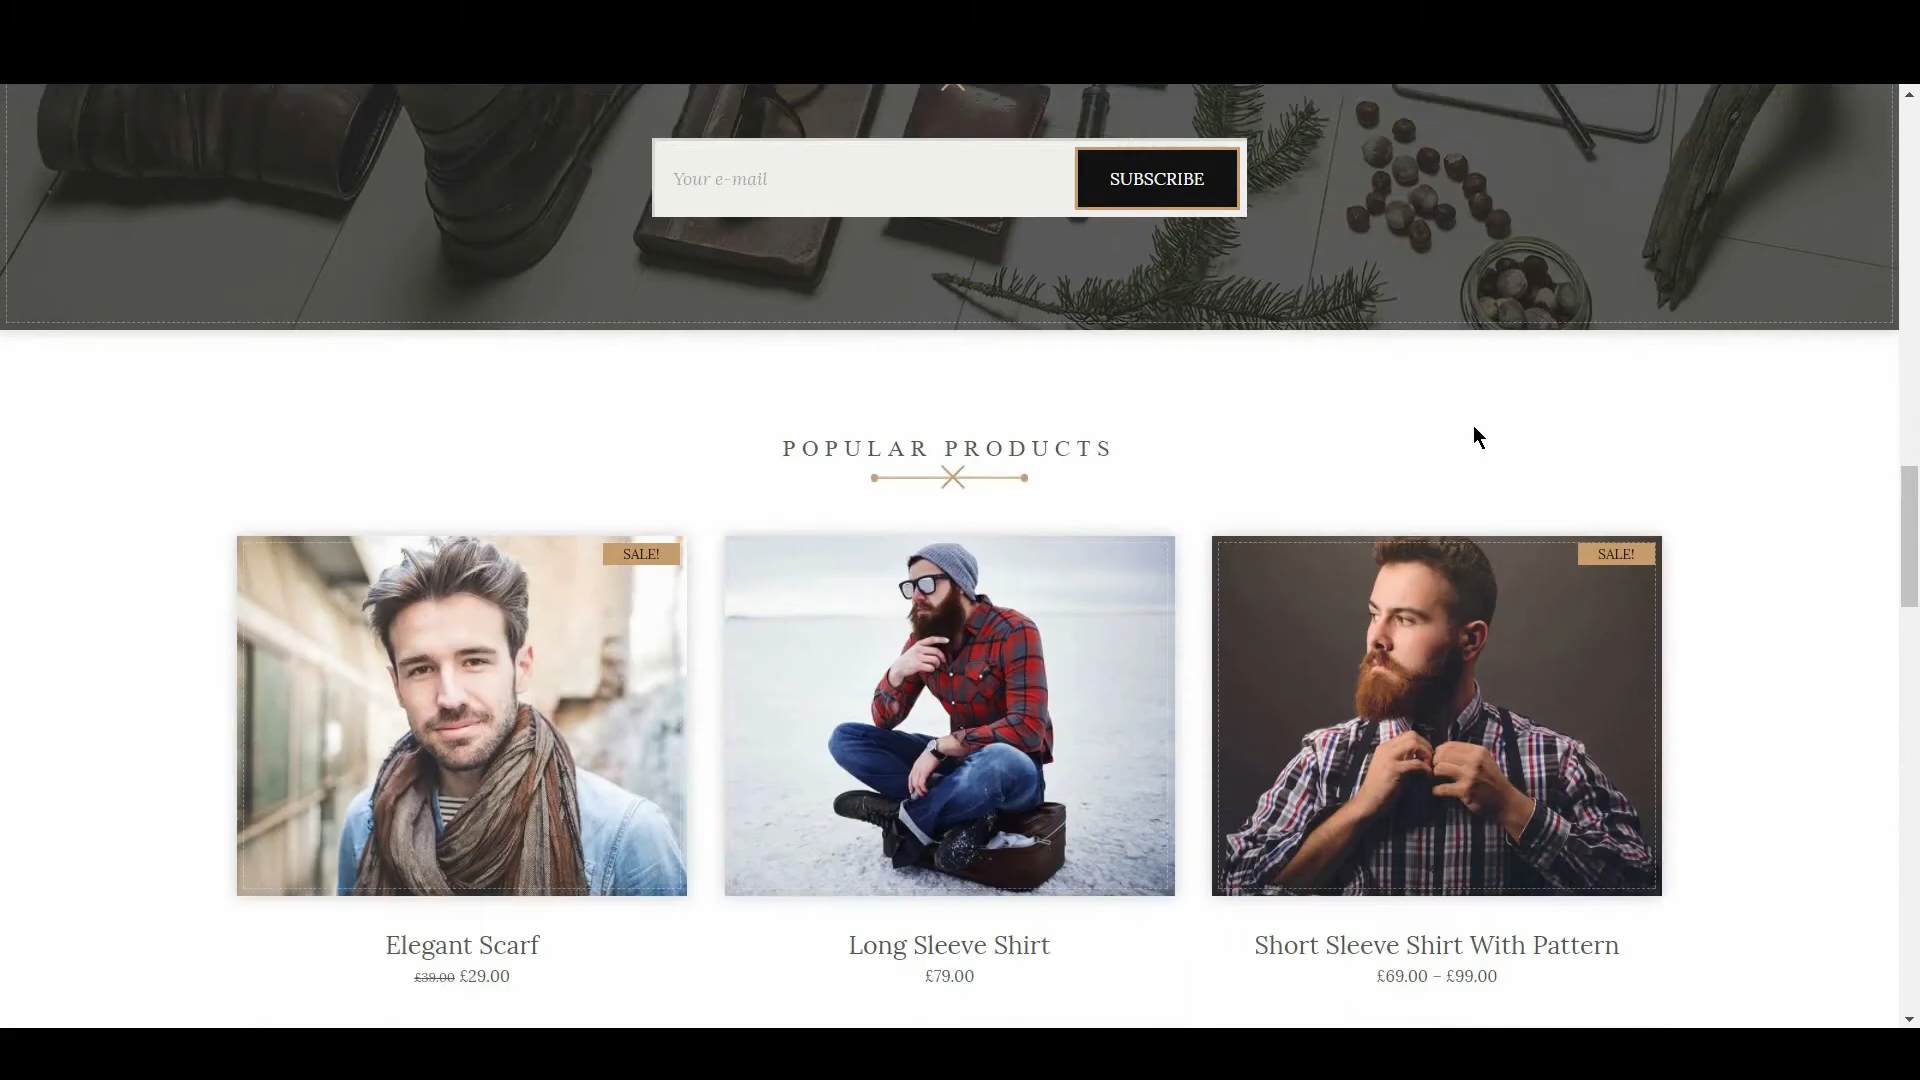 Your e-mail
SUBSCRIBE
POPULAR PRODUCTS
SALE!
SALE!
Elegant Scarf
Long Sleeve Shirt
Short Sleeve Shirt With Pattern
£39.00 £29.00
£79.00
£69.00 – £99.00